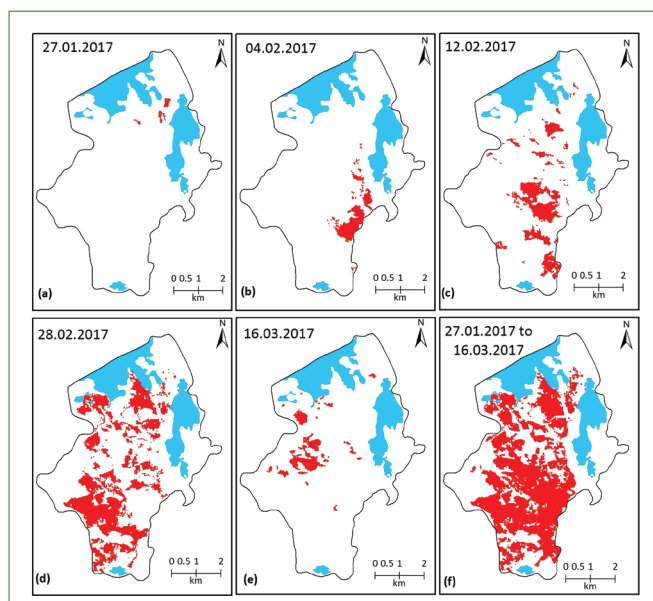 27.01.2017
N
0 0.5 1 2
km
(a)
04.02.2017
N
0 0.5 1 2
km
(b)
12.02.2017
N
0 0.5 1 2
km
(c)
28.02.2017
N
0 0.5 1 2
km
(d)
16.03.2017
N
0 0.5 1 2
km
(e)
27.01.2017 to
16.03.2017
N
0 0.5 1 2
km
(f)